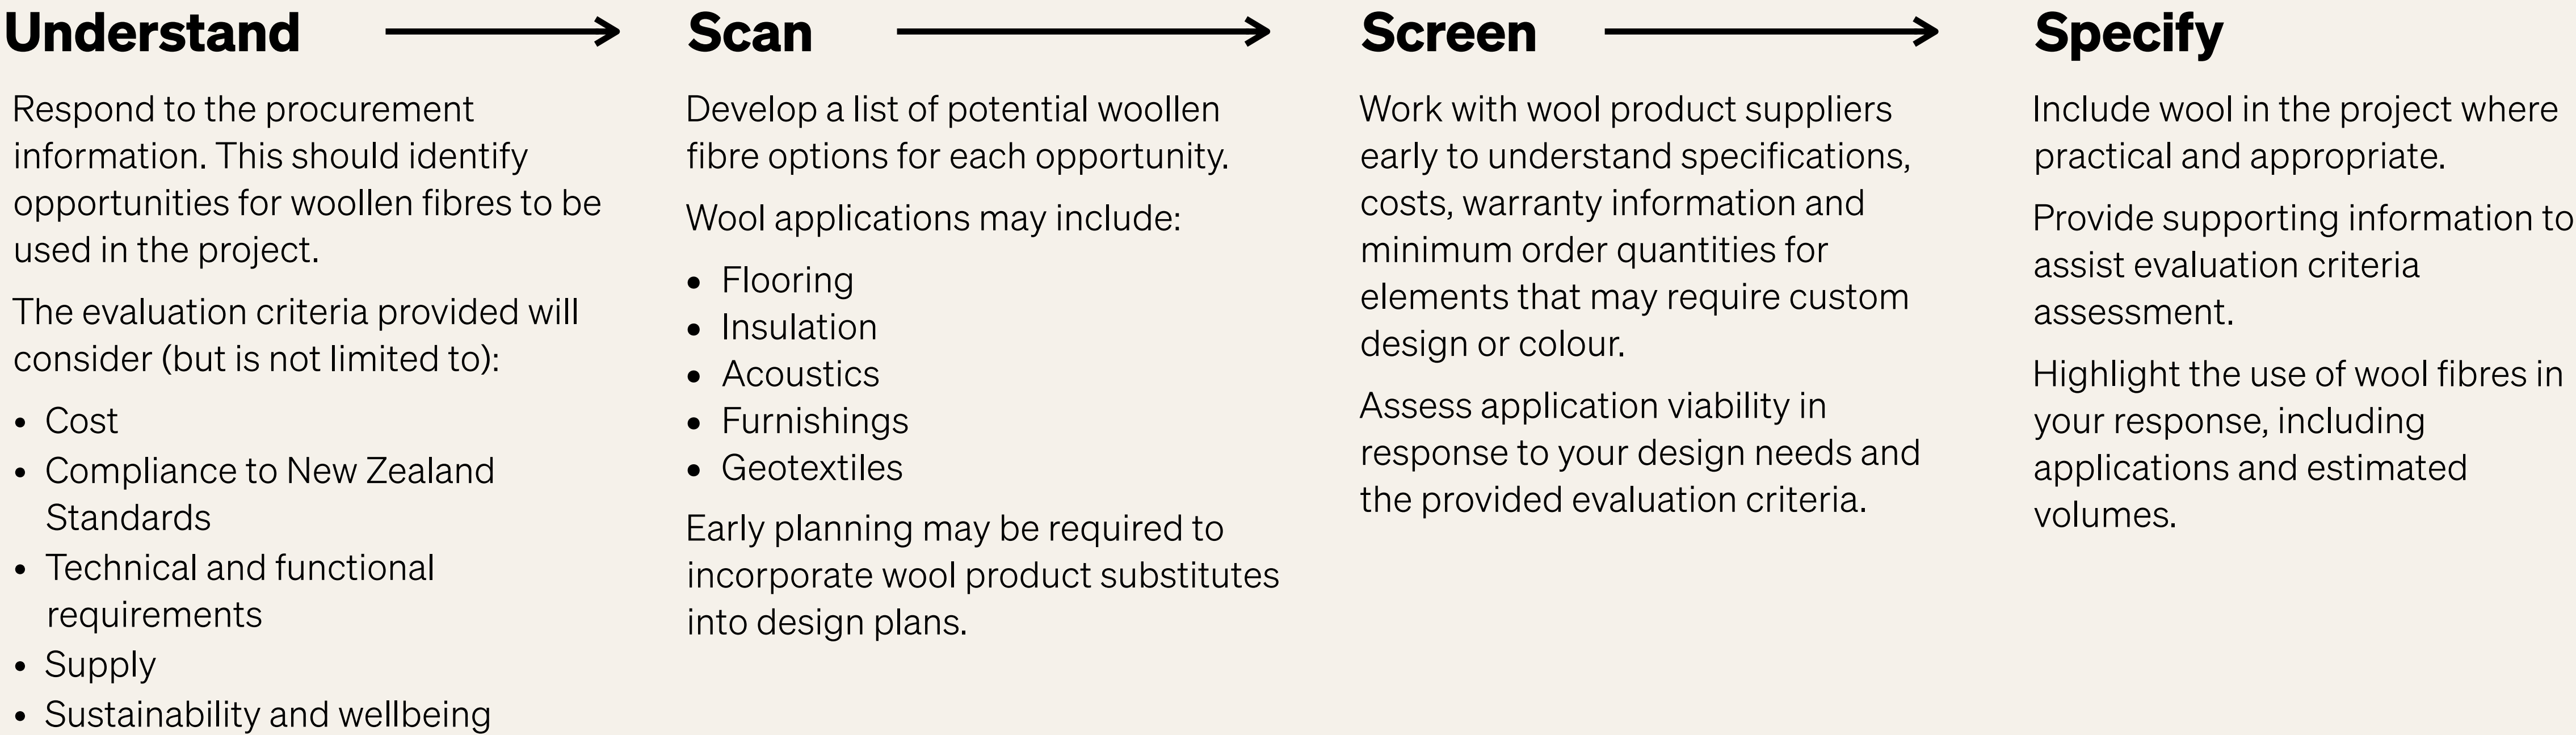 Understand
Respond to the procurement
information. This should identify
opportunities for woollen fibres to be
used in the project.
The evaluation criteria provided will
consider (but is not limited to):
• Cost
• Compliance to New Zealand
Standards
• Technical and functional
requirements
• Supply
• Sustainability and wellbeing
Scan
Develop a list of potential woollen
fibre options for each opportunity.
Wool applications may include:
• Flooring
• Insulation
• Acoustics
• Furnishings
• Geotextiles
Early planning may be required to
incorporate wool product substitutes
into design plans.
Screen
Work with wool product suppliers
early to understand specifications,
costs, warranty information and
minimum order quantities for
elements that may require custom
design or colour.
Assess application viability in
response to your design needs and
the provided evaluation criteria.
Specify
Include wool in the project where
practical and appropriate.
Provide supporting information to
assist evaluation criteria
assessment.
Highlight the use of wool fibres in
your response, including
applications and estimated
volumes.